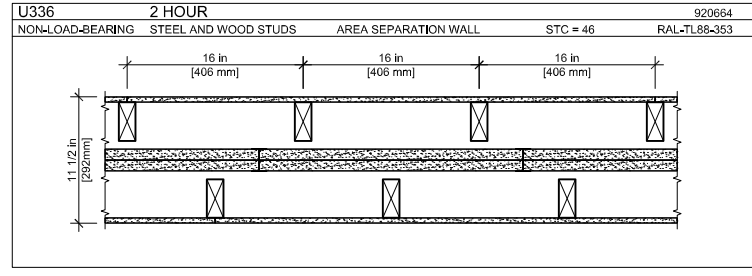 U336 2 HOUR 920664
NON-LOAD-BEARING STEEL AND WOOD STUDS AREA SEPARATION WALL STC = 46 RAL-TL88-353
16 in 16 in 16 in
[406 mm] [406 mm] [406 mm]
11 1/2 in
[292mm]